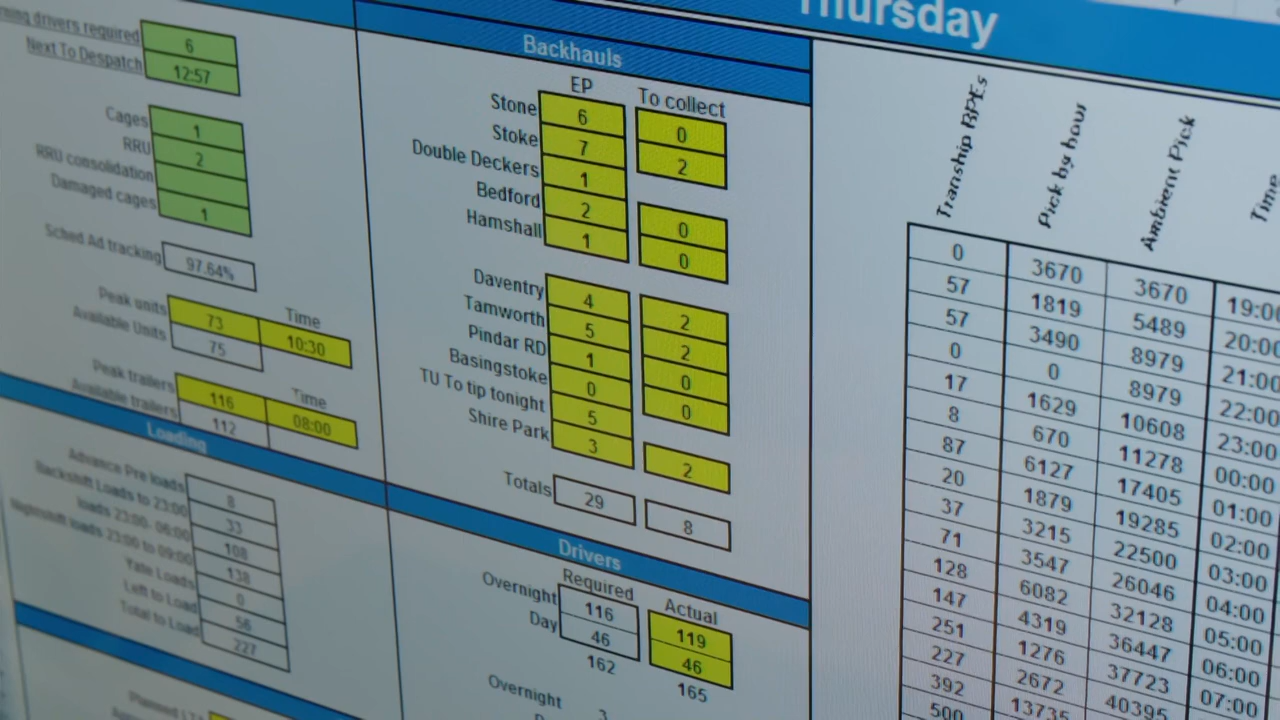 Thursday
drivers required 6
Next To Despatch 12:57
Cages 1
RRU 2
RRU consolidation
Damaged cages 1
Sched Ad tracking 97.64%
Time
Peak units 73 10:30
Available Units 75
Time
Peak trailers 116 08:00
Available trailers 112
Loading
Advance Pre loads 8
Backshift Loads to 23:00 33
loads 23:00- 06:00 108
Nightshift loads 23:00 to 09:00 138
Yate Loads 0
Left to Load 56
Total to Load 227
Backhauls
EP To collect
Stone 6 0
Stoke 7 2
Double Deckers 1
Bedford 2 0
Hamshall 1 0
Daventry 4 2
Tamworth 5 2
Pindar RD 1 0
Basingstoke 0 0
TU To tip tonight 5
Shire Park 3 2
Totals 29 8
Drivers
Required Actual
Overnight 116 119
Day 46 46
162 165
Overnight 3
Tranship RPEs Pick by hour Ambient Pick Time
0 3670 3670 19:00
57 1819 5489 20:00
57 3490 8979 21:00
0 0 8979 22:00
17 1629 10608 23:00
8 670 11278 00:00
87 6127 17405 01:00
20 1879 19285 02:00
37 3215 22500 03:00
71 3547 26046 04:00
128 6082 32128 05:00
147 4319 36447 06:00
251 1276 37723 07:00
227 2672 40395
392 13735
500